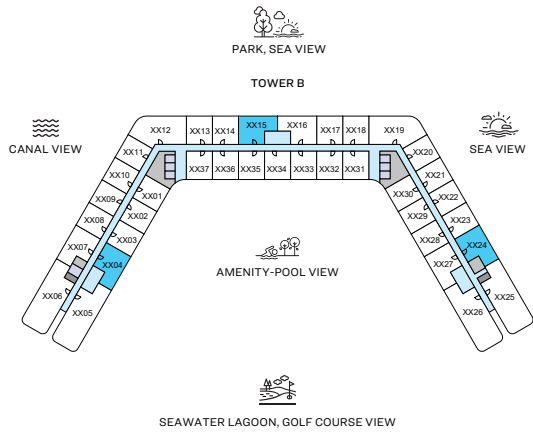 PARK, SEA VIEW
TOWER B
XX12 XX13 XX14 XX15 XX16 XX17 XX18 XX19
CANAL VIEW
SEA VIEW
XX11 XX20
XX37 XX36 XX35 XX34 XX33 XX32 XX31
XX10 XX21
XX01 XX30
XX09 XX22
XX02 XX29
XX08 XX23
XX03 XX28
XX07 XX24
XX04 XX27
AMENITY-POOL VIEW
XX06 XX25
XX05 XX26
SEAWATER LAGOON, GOLF COURSE VIEW